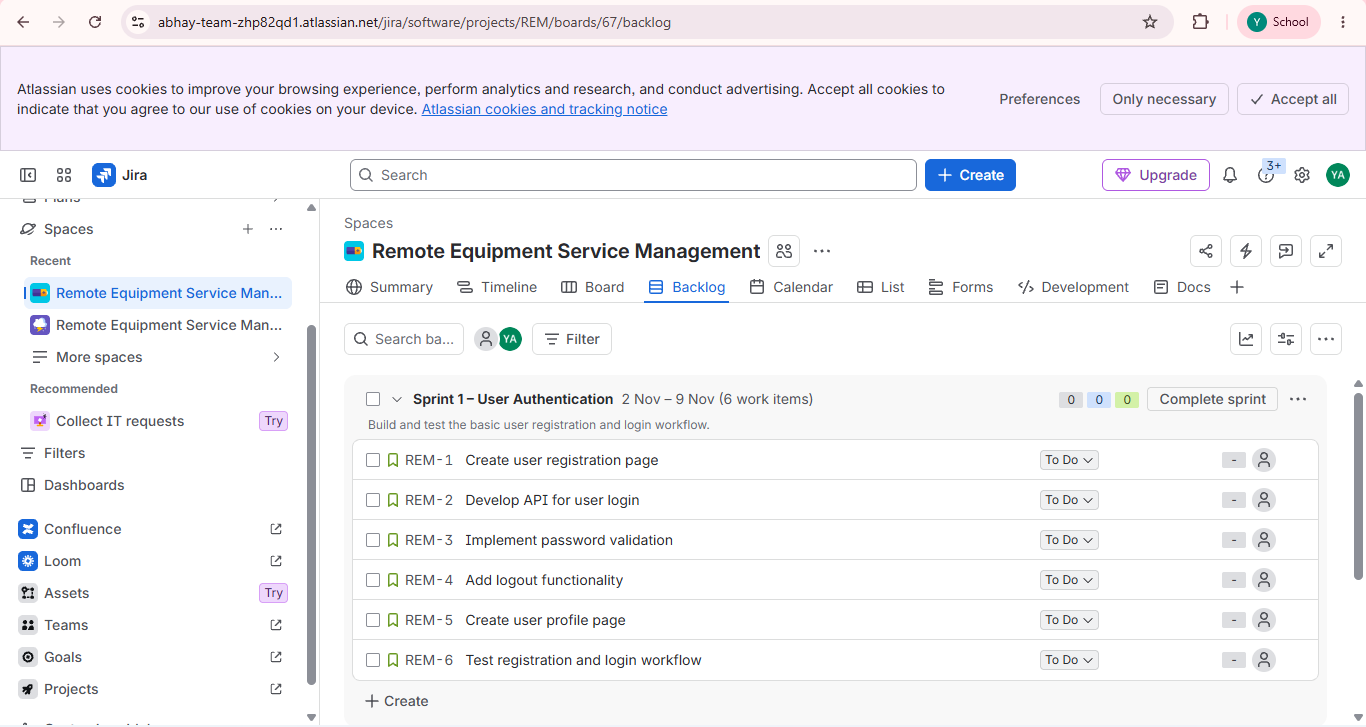 abhay-team-zhp82qd1.atlassian.net/jira/software/projects/REM/boards/67/backlog
Y School
Atlassian uses cookies to improve your browsing experience, perform analytics and research, and conduct advertising. Accept all cookies to
indicate that you agree to our use of cookies on your device. Atlassian cookies and tracking notice
Preferences
Only necessary
Accept all
Jira
Search
Create
Upgrade
3+
YA
Plans
Spaces
Recent
Remote Equipment Service Man...
Remote Equipment Service Man...
More spaces
Recommended
Collect IT requests Try
Filters
Dashboards
Confluence
Loom
Assets Try
Teams
Goals
Projects
Spaces
Remote Equipment Service Management
Summary Timeline Board Backlog Calendar List Forms Development Docs
Search ba... YA Filter
Sprint 1 – User Authentication 2 Nov – 9 Nov (6 work items) 0 0 0 Complete sprint
Build and test the basic user registration and login workflow.
REM-1 Create user registration page To Do -
REM-2 Develop API for user login To Do -
REM-3 Implement password validation To Do -
REM-4 Add logout functionality To Do -
REM-5 Create user profile page To Do -
REM-6 Test registration and login workflow To Do -
Create